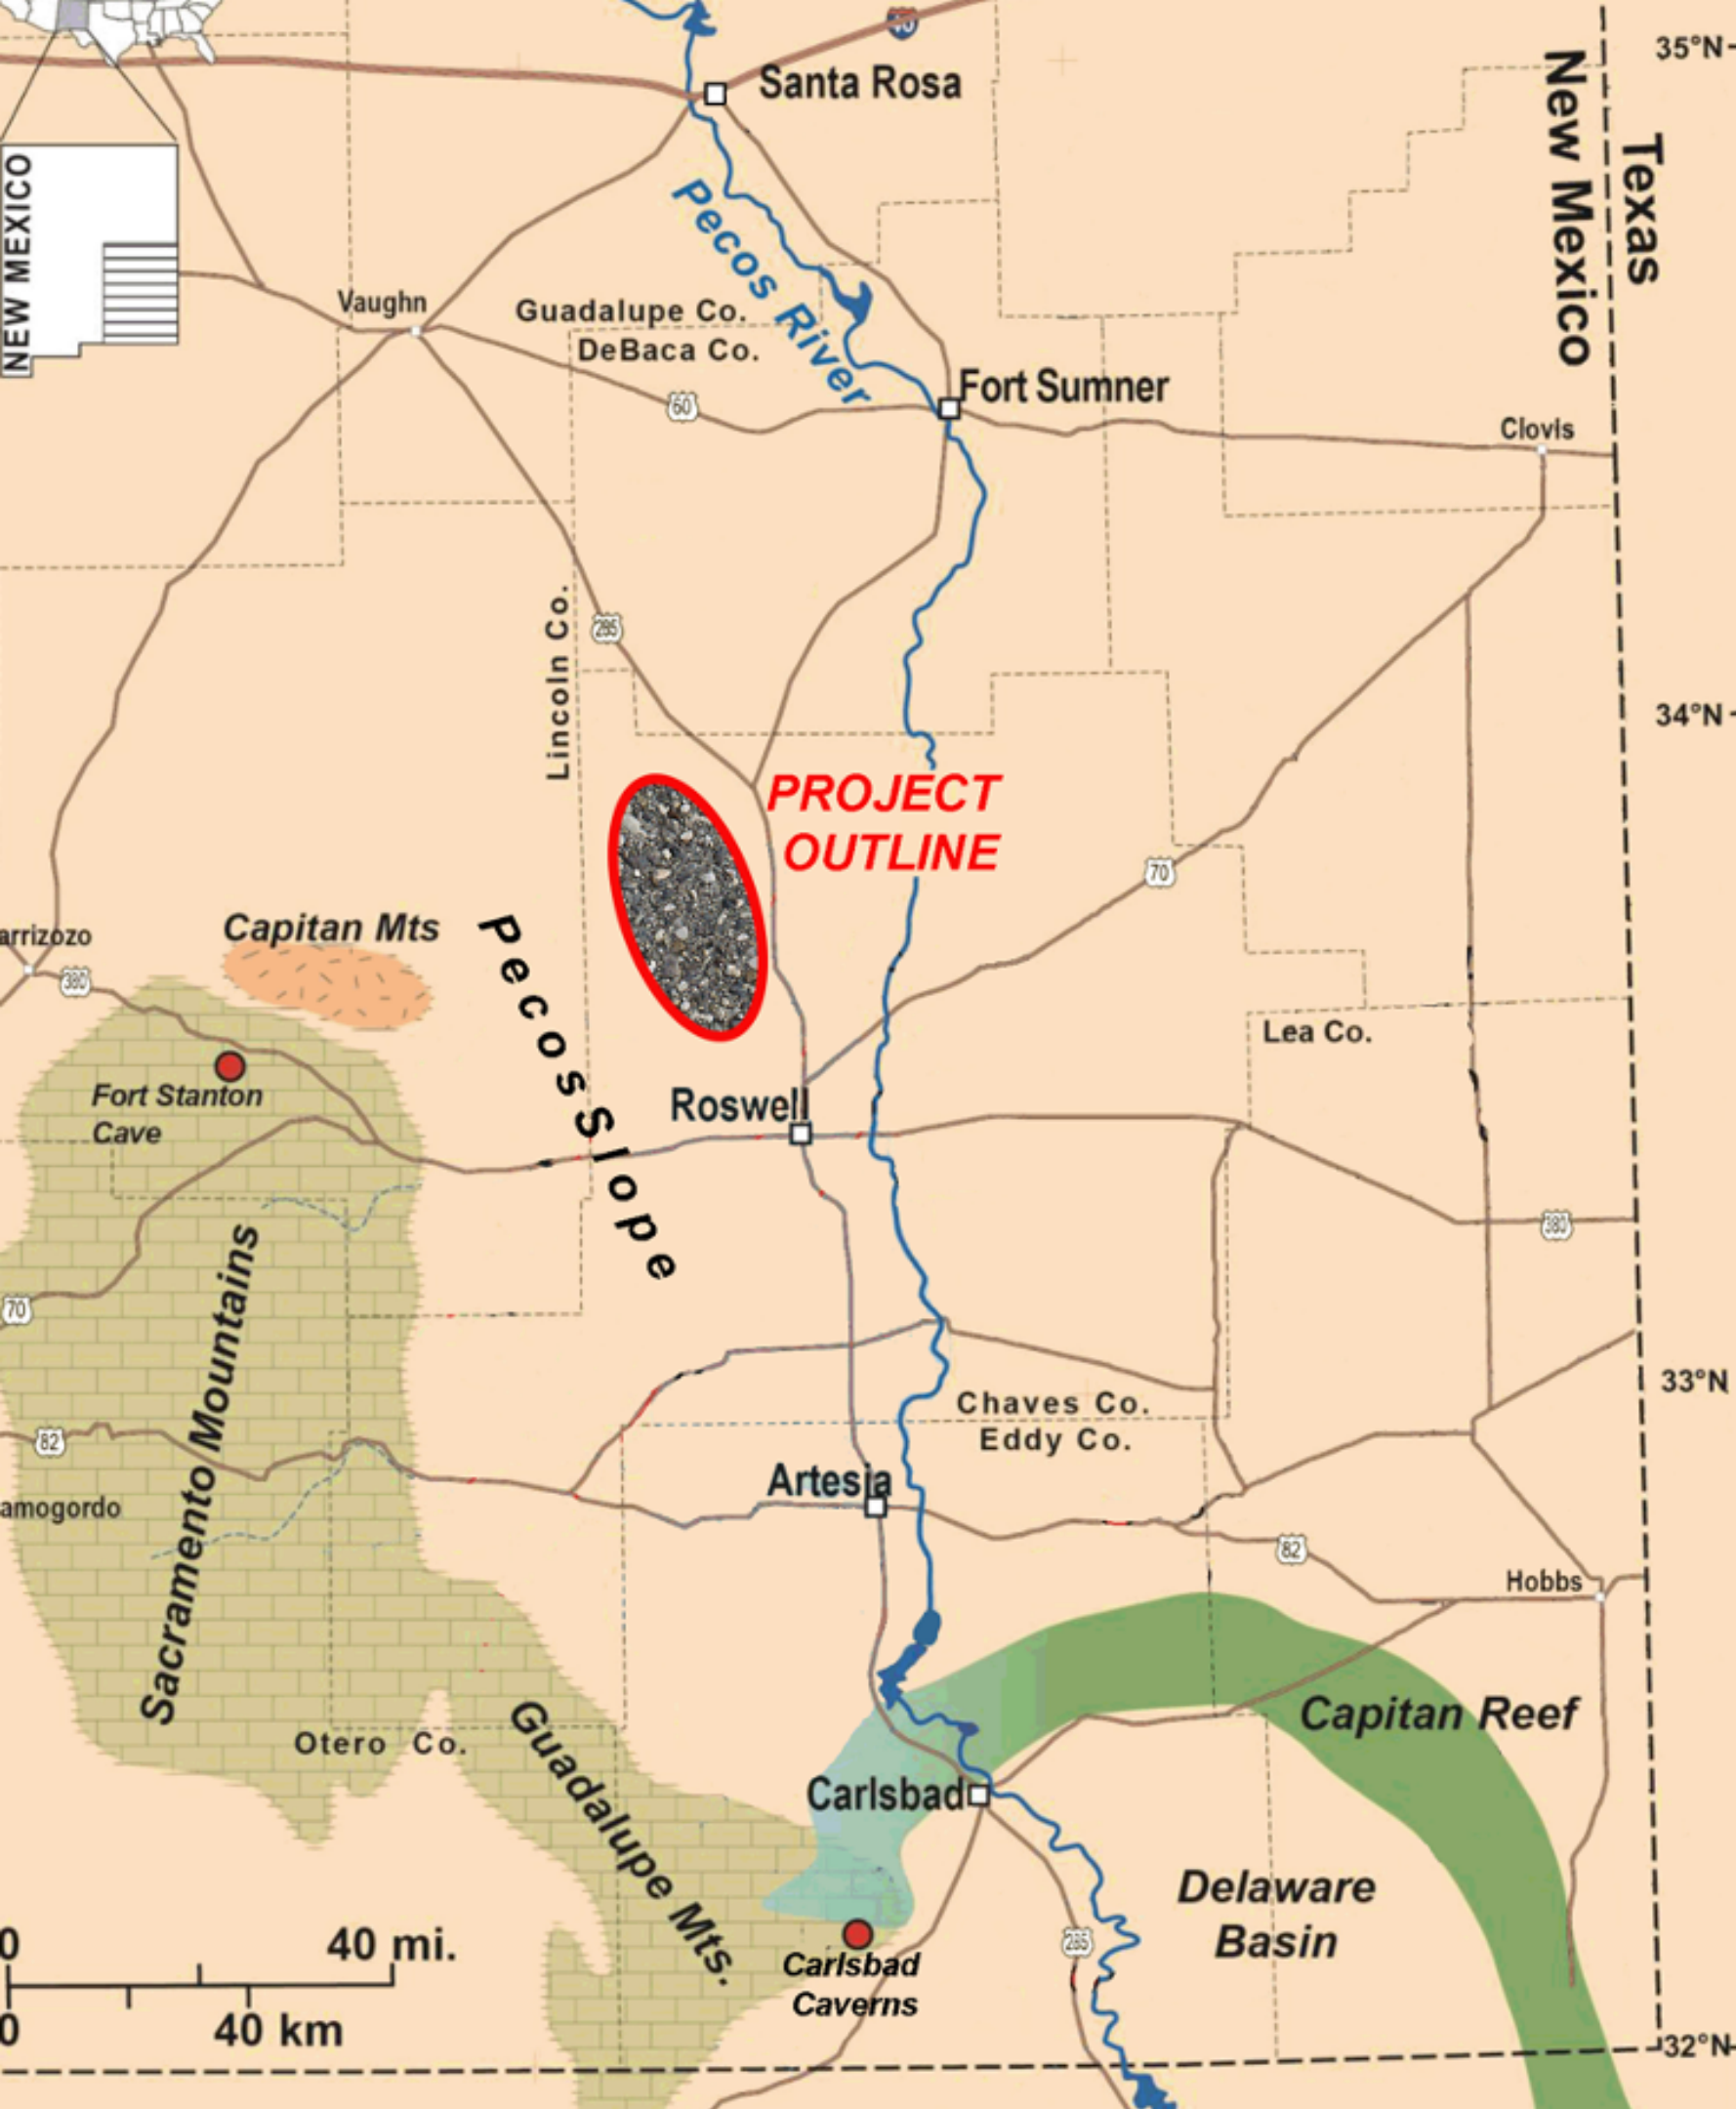 40
35°N
Santa Rosa
New Mexico
Texas
NEW MEXICO
Pecos River
Vaughn
Guadalupe Co.
DeBaca Co.
60
Fort Sumner
Clovis
Lincoln Co.
285
34°N
PROJECT
OUTLINE
70
Capitan Mts
arrizozo
380
Pecos Slope
Lea Co.
Fort Stanton
Cave
Roswell
380
70
Sacramento Mountains
33°N
Chaves Co.
Eddy Co.
82
Artesia
amogordo
82
Hobbs
Capitan Reef
Otero Co.
Guadalupe Mts.
Carlsbad
Delaware
Basin
285
0 40 mi.
Carlsbad
Caverns
0 40 km
32°N